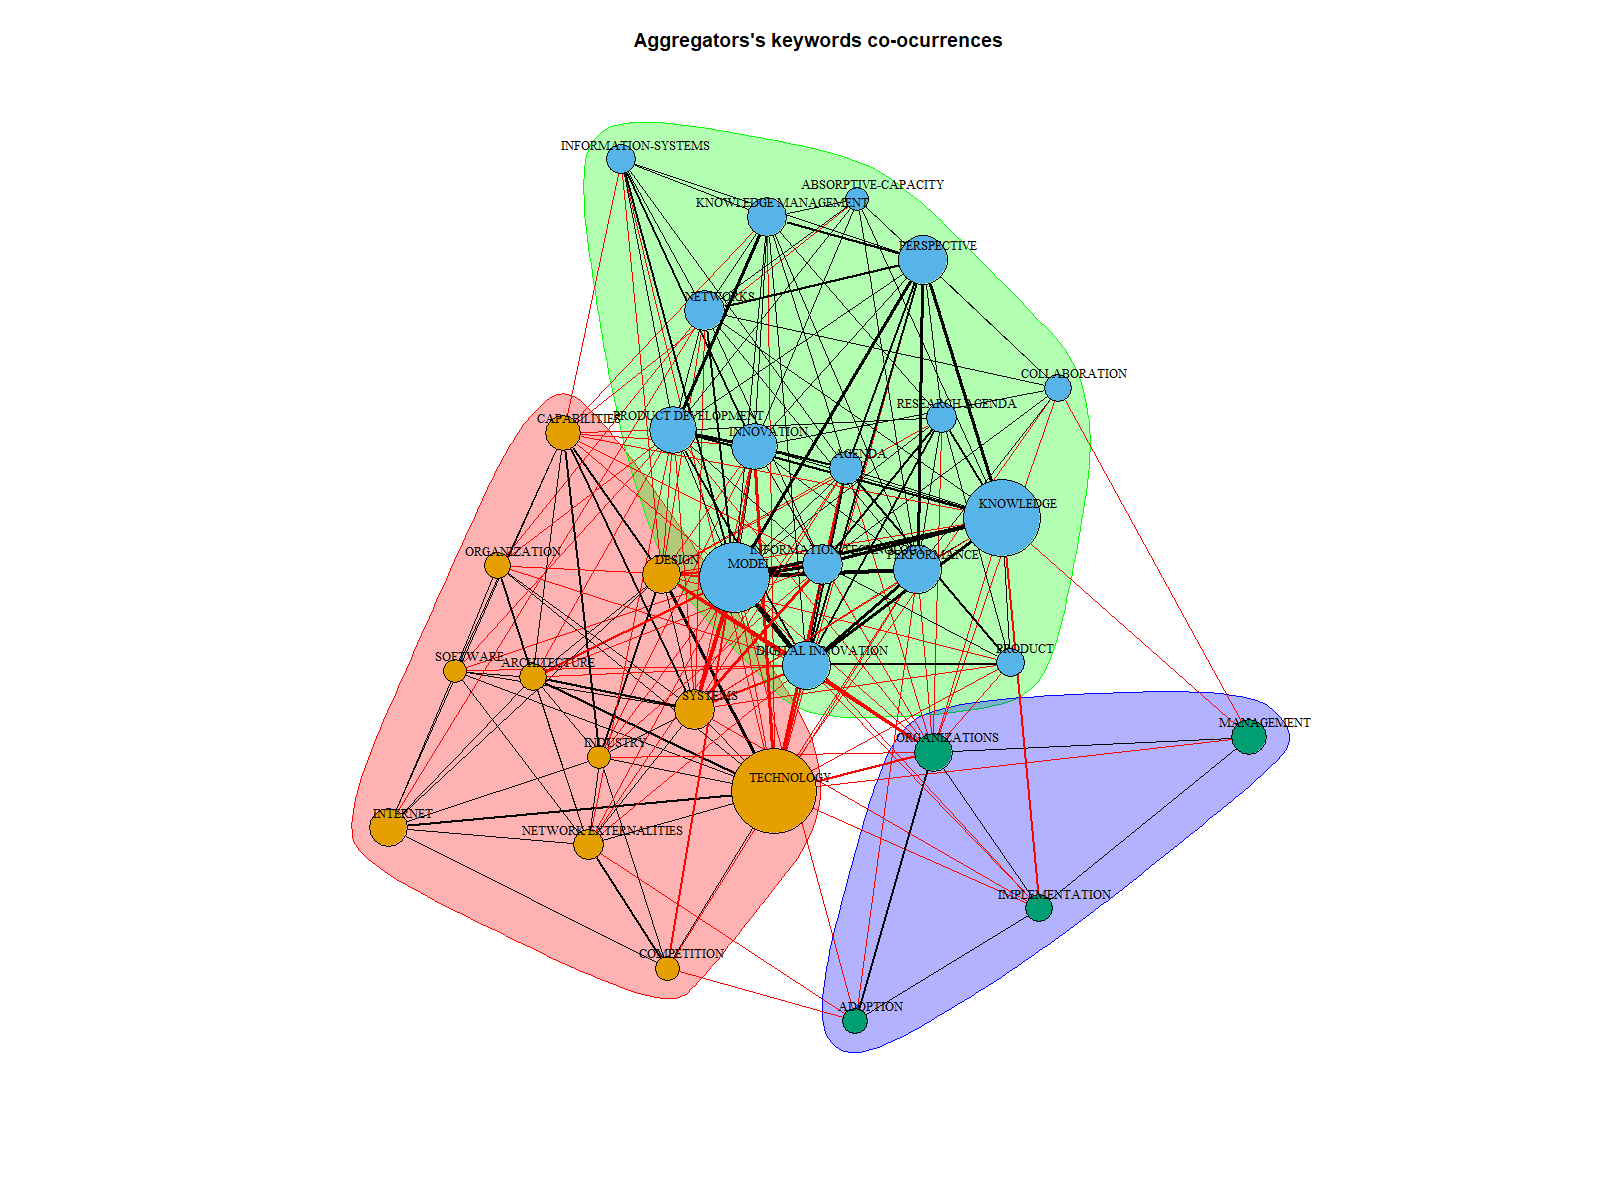 Aggregators's keywords co-ocurrences
INFORMATION-SYSTEMS
ABSORPTIVE-CAPACITY
KNOWLEDGE MANAGEMENT
PERSPECTIVE
NETWORKS
COLLABORATION
RESEARCH AGENDA
CAPABILITIES
PRODUCT DEVELOPMENT
INNOVATION
AGENDA
KNOWLEDGE
ORGANIZATION
DESIGN
MODEL
INFORMATION TECHNOLOGY
PERFORMANCE
SOFTWARE
ARCHITECTURE
DIGITAL INNOVATION
PRODUCT
SYSTEMS
INDUSTRY
ORGANIZATIONS
MANAGEMENT
TECHNOLOGY
INTERNET
NETWORK EXTERNALITIES
IMPLEMENTATION
COMPETITION
ADOPTION